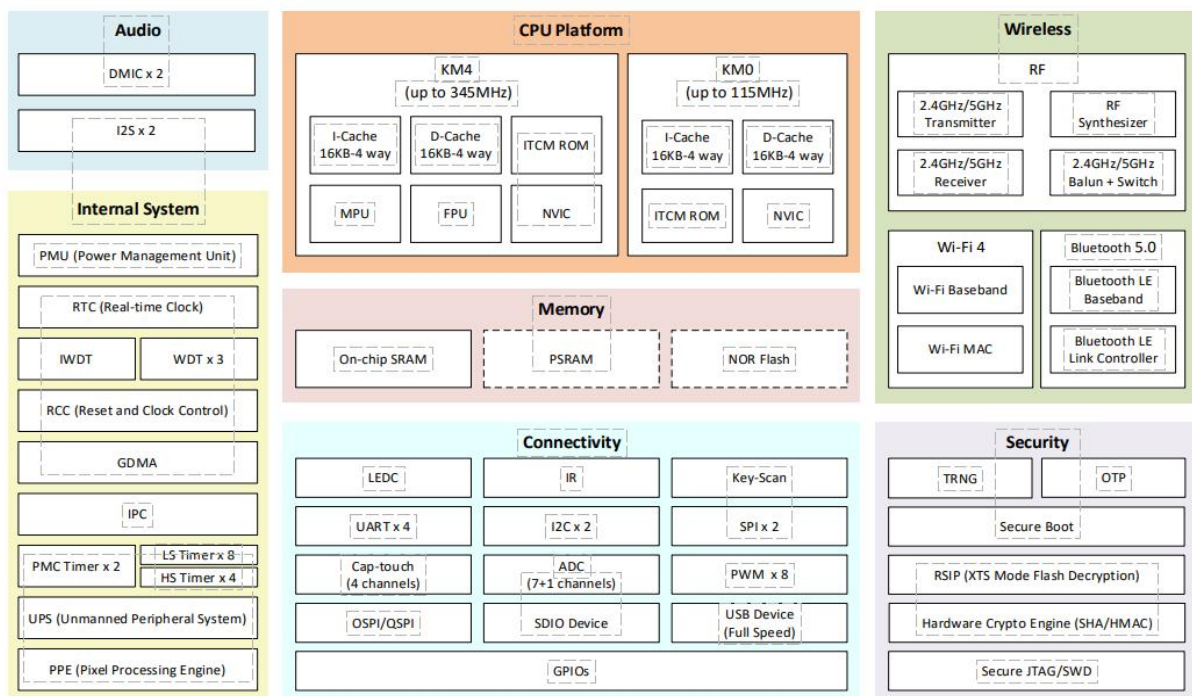 Audio
DMIC x 2
I2S x 2
Internal System
PMU (Power Management Unit)
RTC (Real-time Clock)
IWDT
WDT x 3
RCC (Reset and Clock Control)
GDMA
IPC
PMC Timer x 2
LS Timer x 8
HS Timer x 4
UPS (Unmanned Peripheral System)
PPE (Pixel Processing Engine)
CPU Platform
KM4
(up to 345MHz)
I-Cache
16KB-4 way
D-Cache
16KB-4 way
ITCM ROM
MPU
FPU
NVIC
KM0
(up to 115MHz)
I-Cache
16KB-4 way
D-Cache
16KB-4 way
ITCM ROM
NVIC
Memory
On-chip SRAM
PSRAM
NOR Flash
Connectivity
LEDC
IR
Key-Scan
UART x 4
I2C x 2
SPI x 2
Cap-touch
(4 channels)
ADC
(7+1 channels)
PWM x 8
OSPI/QSPI
SDIO Device
USB Device
(Full Speed)
GPIOs
Wireless
RF
2.4GHz/5GHz
Transmitter
RF
Synthesizer
2.4GHz/5GHz
Receiver
2.4GHz/5GHz
Balun + Switch
Wi-Fi 4
Wi-Fi Baseband
Wi-Fi MAC
Bluetooth 5.0
Bluetooth LE
Baseband
Bluetooth LE
Link Controller
Security
TRNG
OTP
Secure Boot
RSIP (XTS Mode Flash Decryption)
Hardware Crypto Engine (SHA/HMAC)
Secure JTAG/SWD